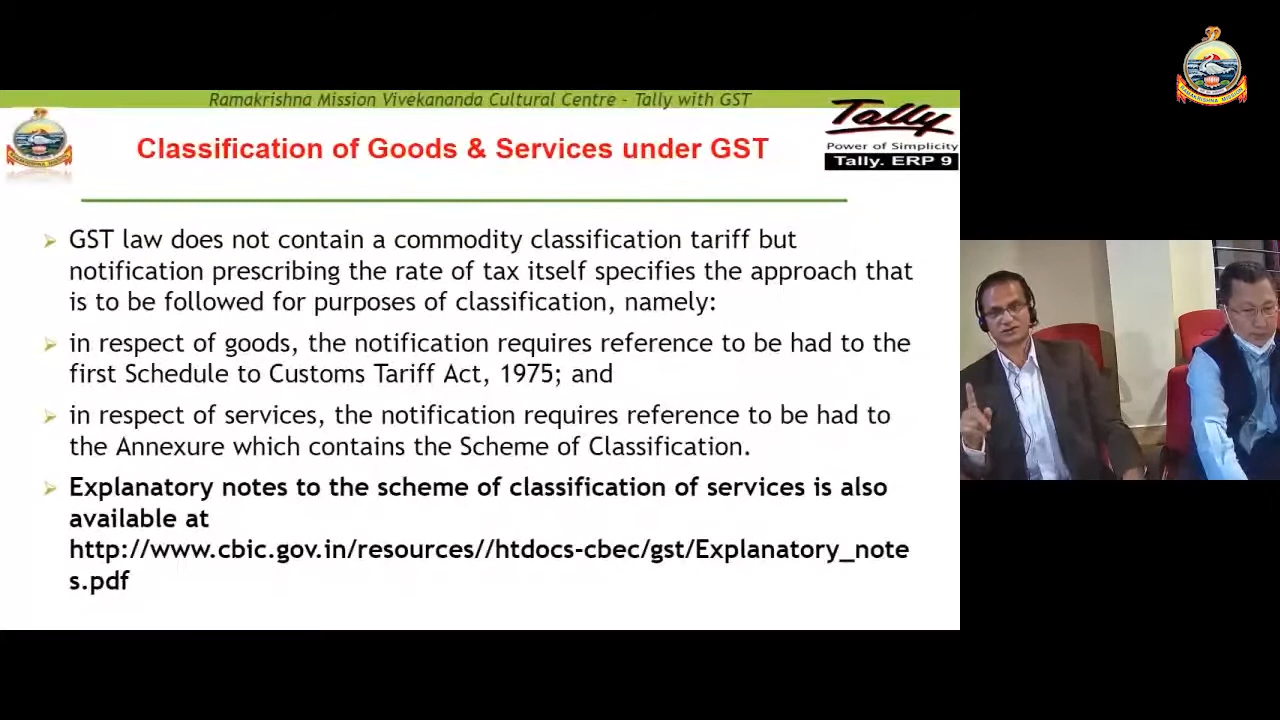 Ramakrishna Mission Vivekananda Cultural Centre - Tally with GST
Tally
Power of Simplicity
Tally. ERP 9
Classification of Goods & Services under GST
GST law does not contain a commodity classification tariff but
notification prescribing the rate of tax itself specifies the approach that
is to be followed for purposes of classification, namely:
in respect of goods, the notification requires reference to be had to the
first Schedule to Customs Tariff Act, 1975; and
in respect of services, the notification requires reference to be had to
the Annexure which contains the Scheme of Classification.
Explanatory notes to the scheme of classification of services is also
available at
http://www.cbic.gov.in/resources//htdocs-cbec/gst/Explanatory_note
s.pdf
RAMAKRISHNA MISSION